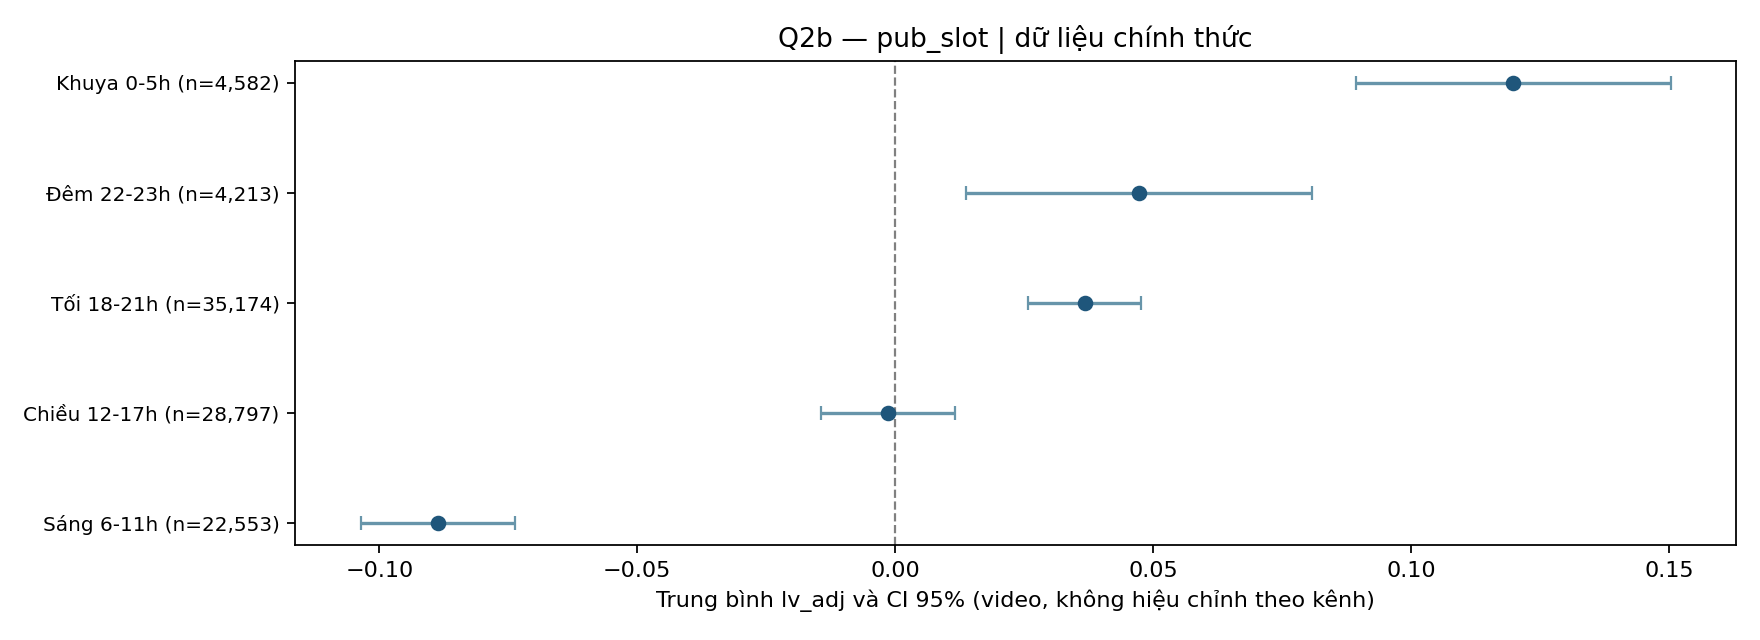 Q2b — pub_slot | dữ liệu chính thức
Khuya 0-5h (n=4,582)
Đêm 22-23h (n=4,213)
Tối 18-21h (n=35,174)
Chiều 12-17h (n=28,797)
Sáng 6-11h (n=22,553)
−0.10 −0.05 0.00 0.05 0.10 0.15
Trung bình lv_adj và CI 95% (video, không hiệu chỉnh theo kênh)